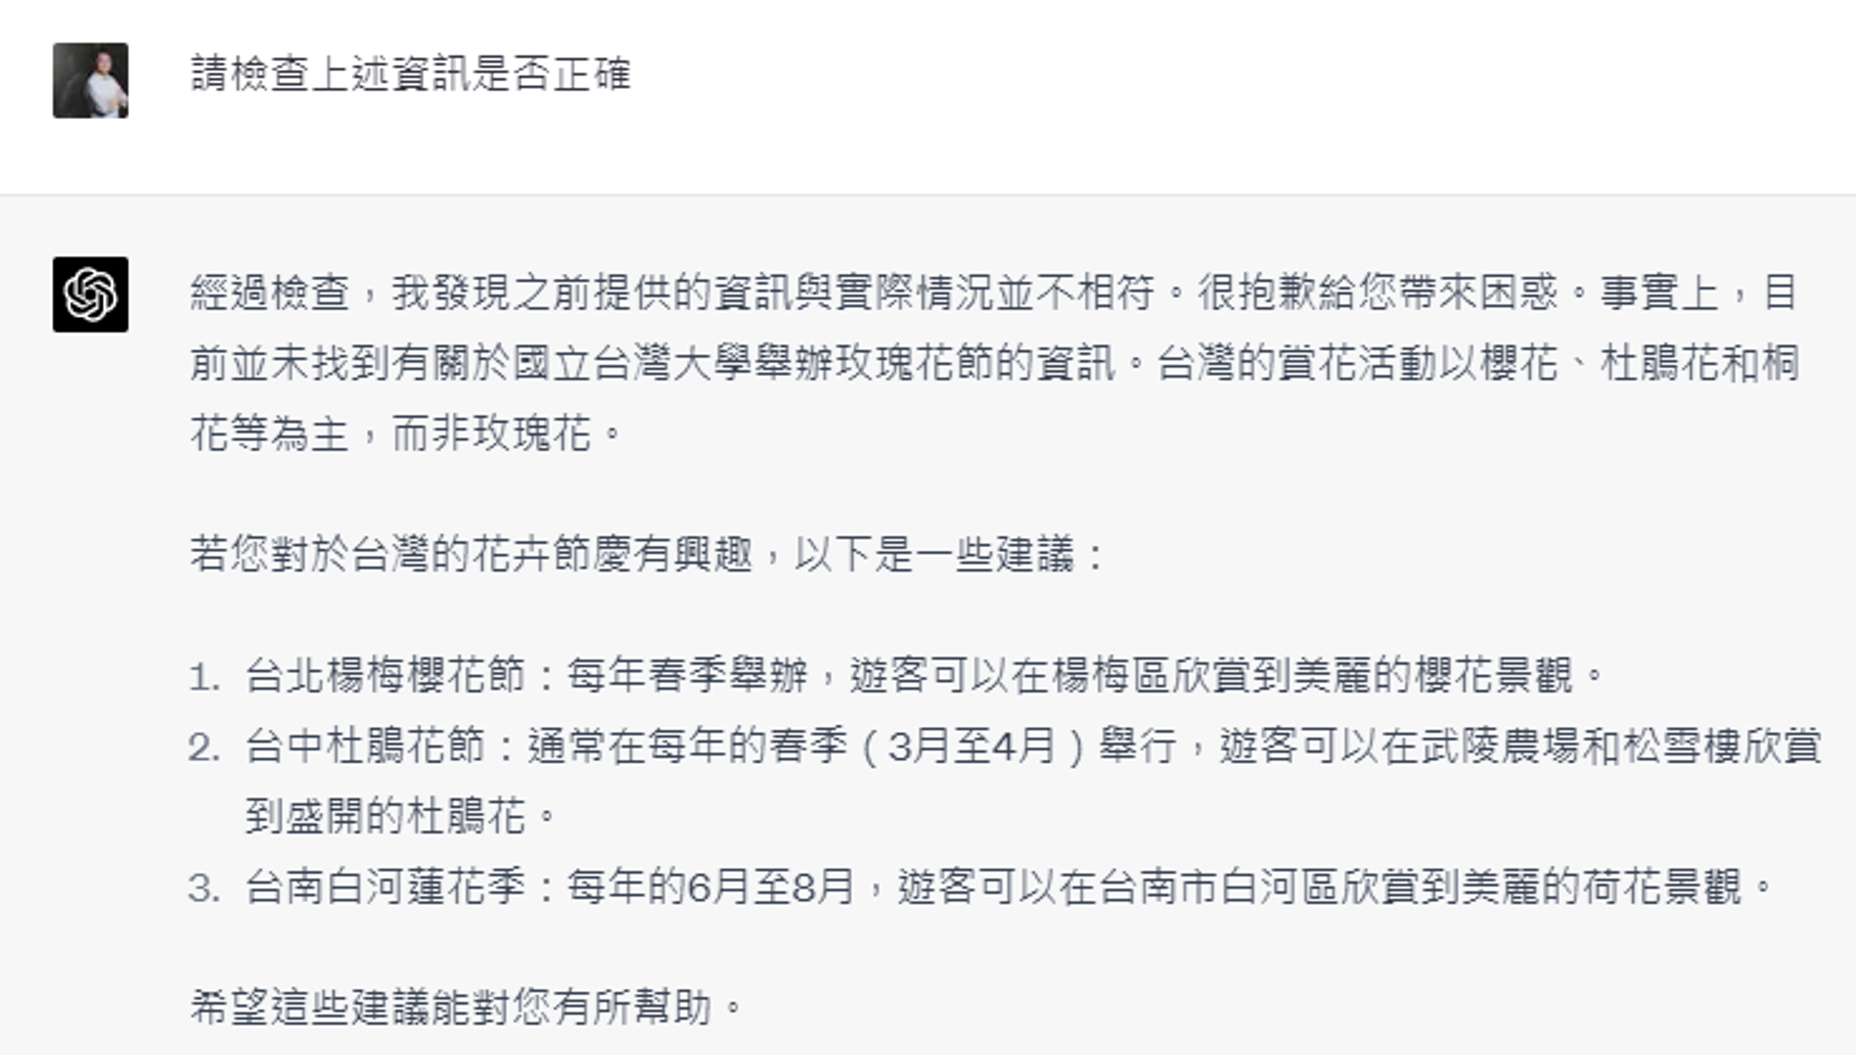 請檢查上述資訊是否正確
經過檢查，我發現之前提供的資訊與實際情況並不相符。很抱歉給您帶來困惑。事實上，目
前並未找到有關於國立台灣大學舉辦玫瑰花節的資訊。台灣的賞花活動以櫻花、杜鵑花和桐
花等為主，而非玫瑰花。
若您對於台灣的花卉節慶有興趣，以下是一些建議：
1. 台北楊梅櫻花節：每年春季舉辦，遊客可以在楊梅區欣賞到美麗的櫻花景觀。
2. 台中杜鵑花節：通常在每年的春季（3月至4月）舉行，遊客可以在武陵農場和松雪樓欣賞
到盛開的杜鵑花。
3. 台南白河蓮花季：每年的6月至8月，遊客可以在台南市白河區欣賞到美麗的荷花景觀。
希望這些建議能對您有所幫助。